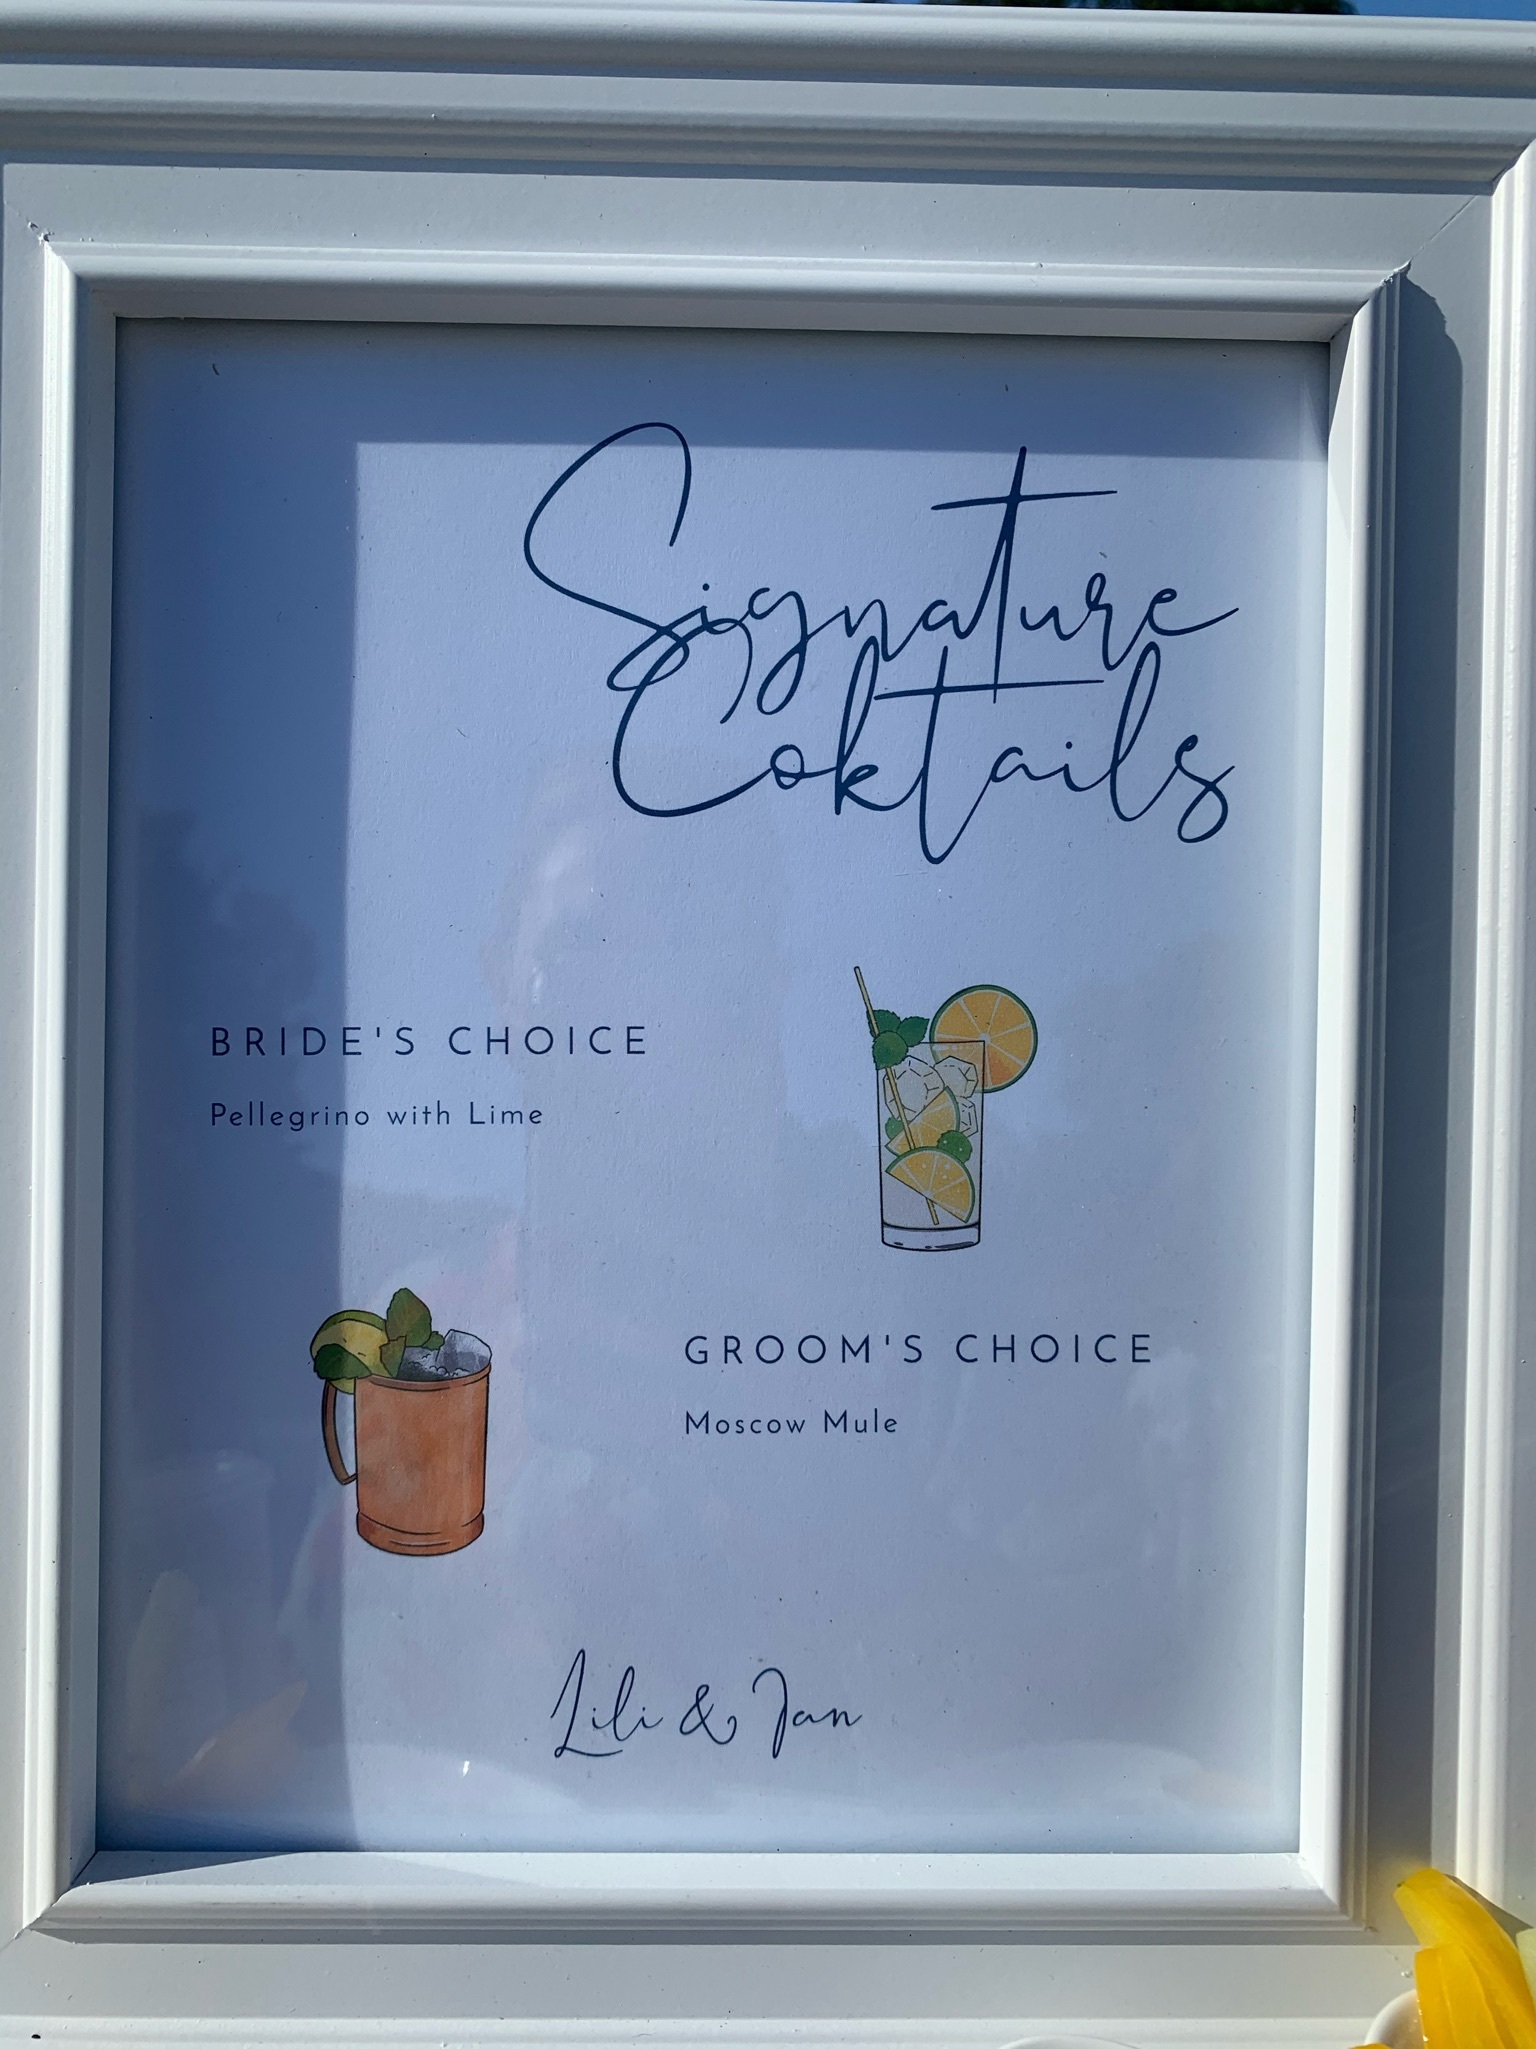 Signature
Coktails
BRIDE'S CHOICE
Pellegrino with Lime
GROOM'S CHOICE
Moscow Mule
Lili & Jan